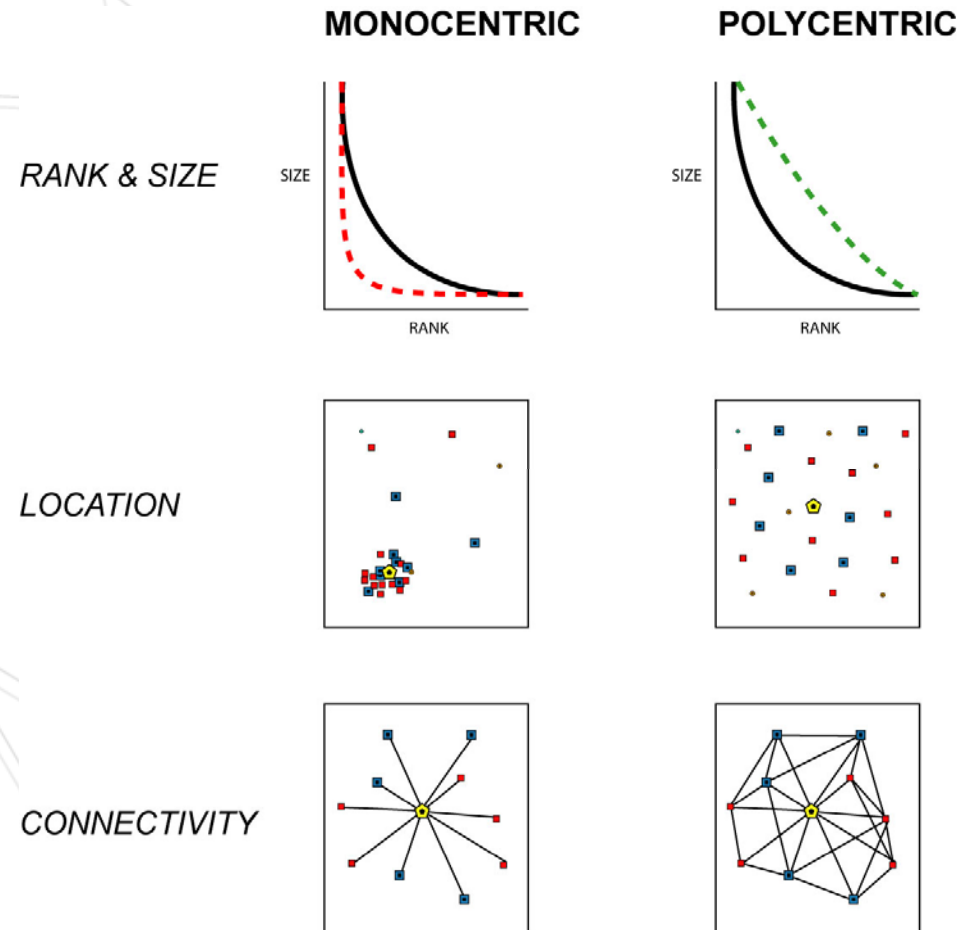 MONOCENTRIC
POLYCENTRIC
RANK & SIZE
SIZE
RANK
SIZE
RANK
LOCATION
CONNECTIVITY